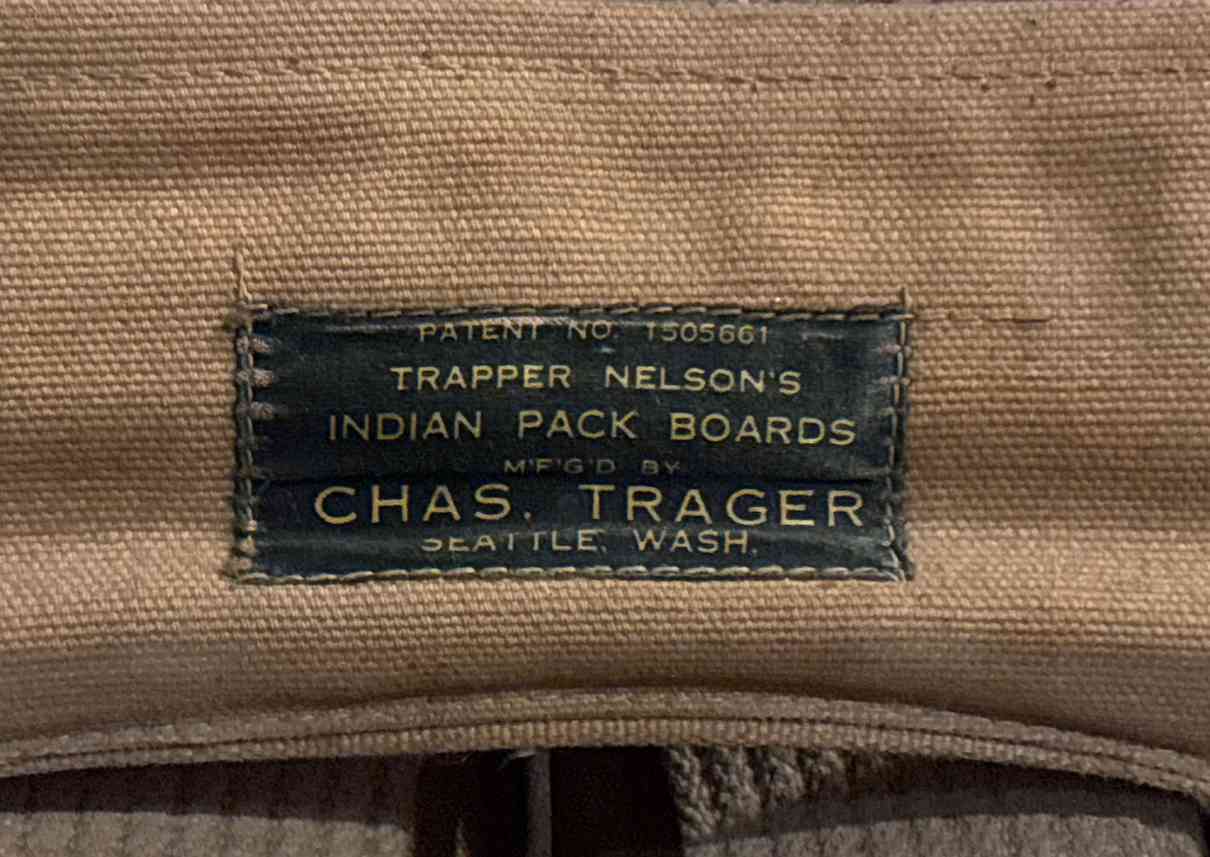 PATENT NO. 1505661
TRAPPER NELSON'S
INDIAN PACK BOARDS
M'F'G'D BY
CHAS. TRAGER
SEATTLE, WASH.